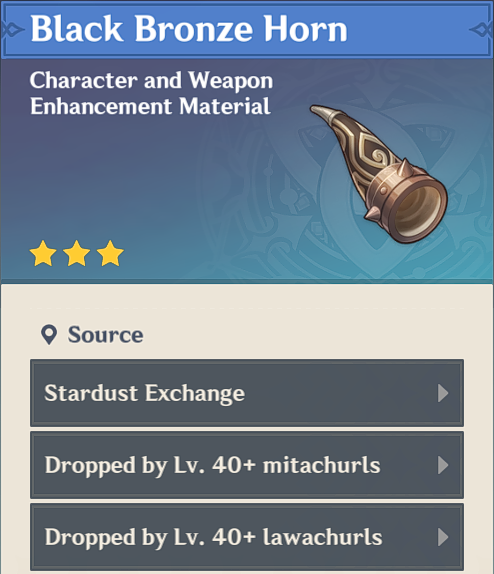 Black Bronze Horn
Character and Weapon
Enhancement Material
Source
Stardust Exchange
Dropped by Lv. 40+ mitachurls
Dropped by Lv. 40+ lawachurls